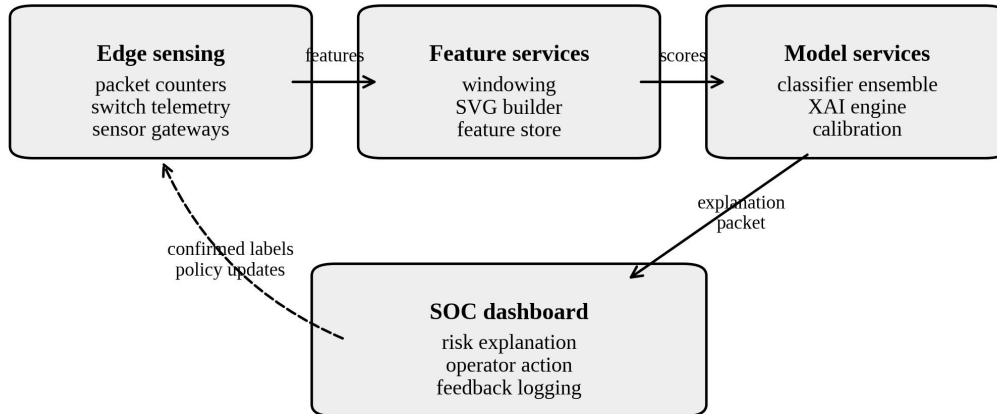 Edge sensing
packet counters
switch telemetry
sensor gateways
features
Feature services
windowing
SVG builder
feature store
scores
Model services
classifier ensemble
XAI engine
calibration
explanation
packet
confirmed labels
policy updates
SOC dashboard
risk explanation
operator action
feedback logging